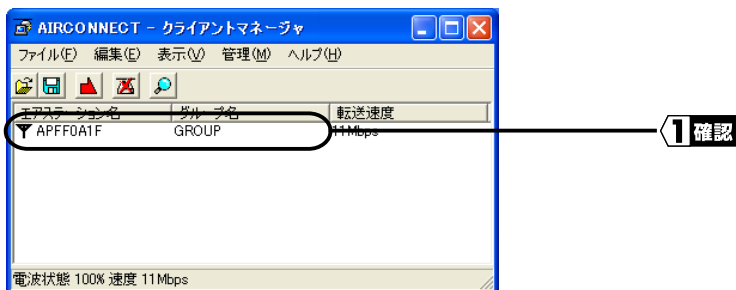 AIRCONNECT - クライアントマネージャ
ファイル(F) 編集(E) 表示(V) 管理(M) ヘルプ(H)
エアステーション名 グループ名 転送速度
APFF0A1F GROUP 11Mbps
1 確認
電波状態 100% 速度 11Mbps